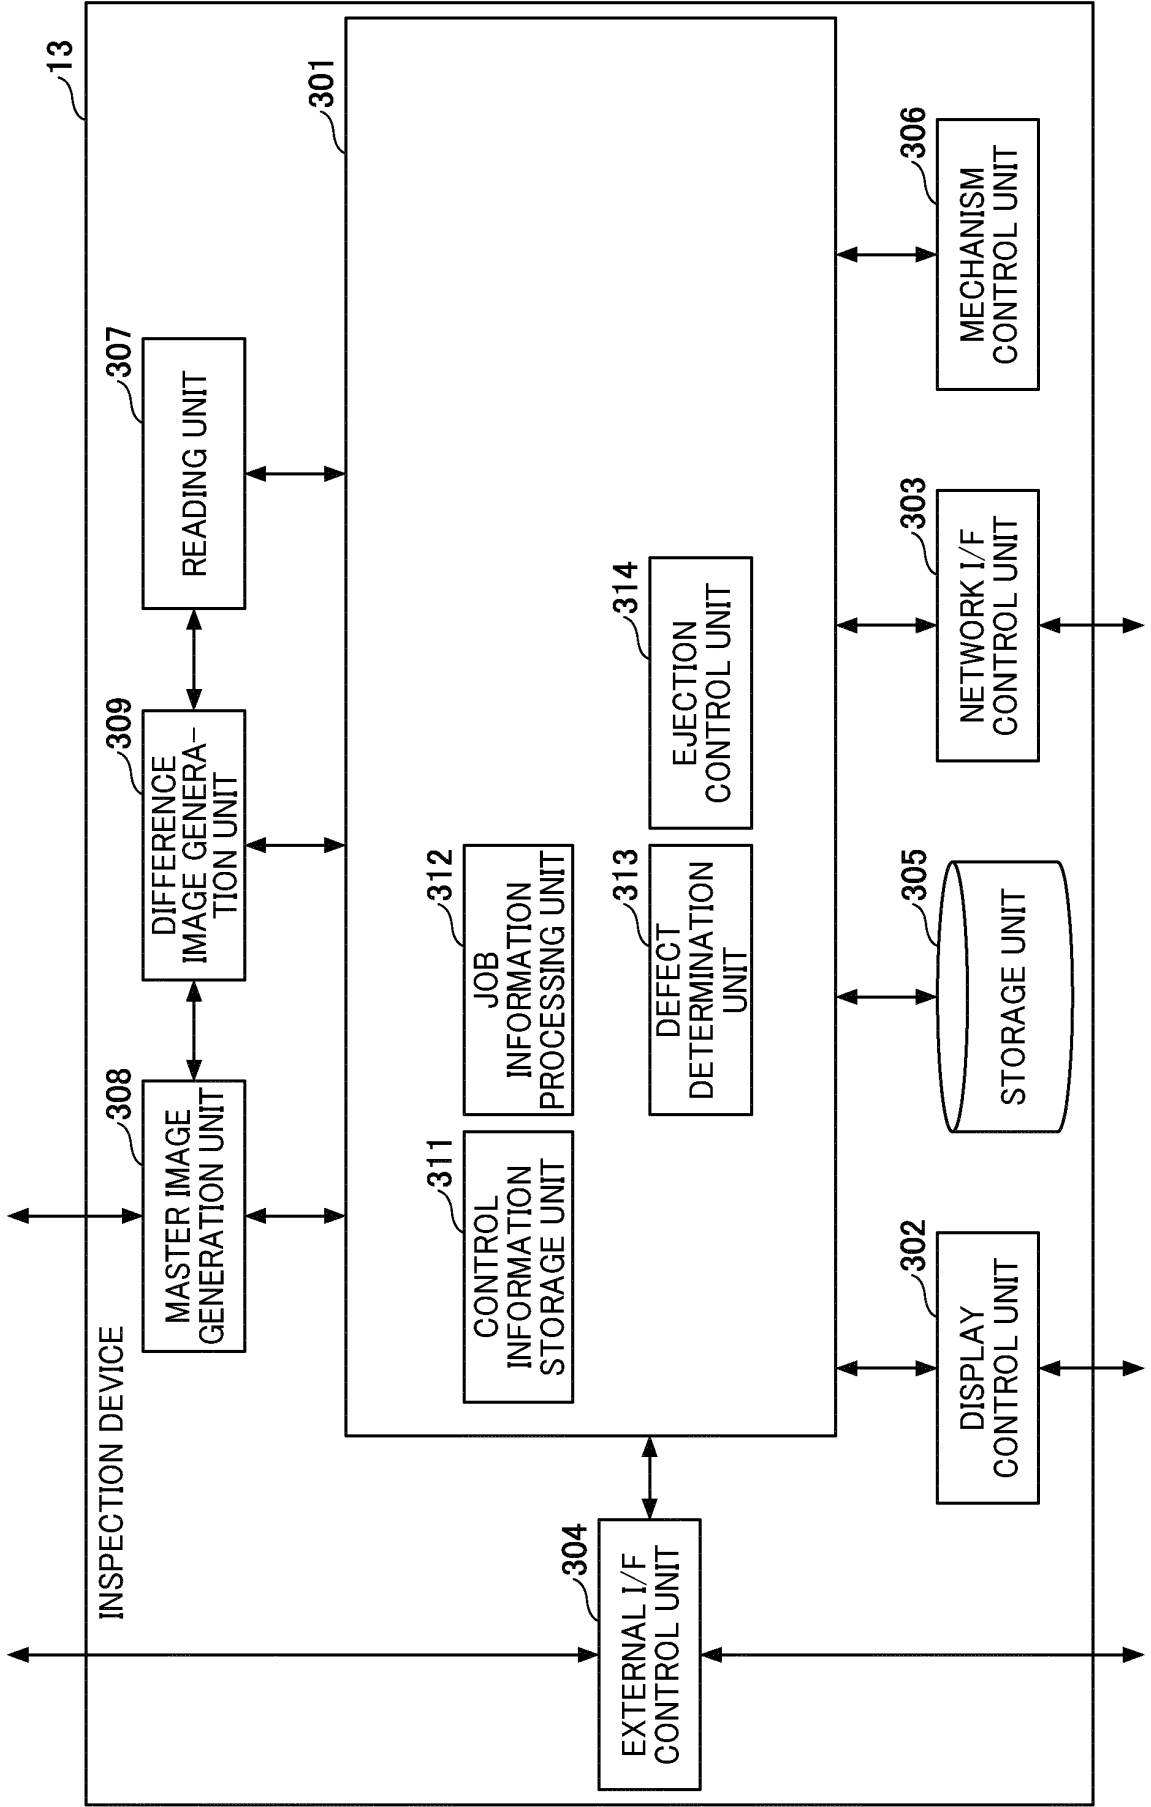 INSPECTION DEVICE
13
308
MASTER IMAGE
GENERATION UNIT
309
DIFFERENCE
IMAGE GENERA-
TION UNIT
307
READING UNIT
301
304
EXTERNAL I/F
CONTROL UNIT
311
CONTROL
INFORMATION
STORAGE UNIT
312
JOB
INFORMATION
PROCESSING UNIT
313
DEFECT
DETERMINATION
UNIT
314
EJECTION
CONTROL UNIT
302
DISPLAY
CONTROL UNIT
305
STORAGE UNIT
303
NETWORK I/F
CONTROL UNIT
306
MECHANISM
CONTROL UNIT